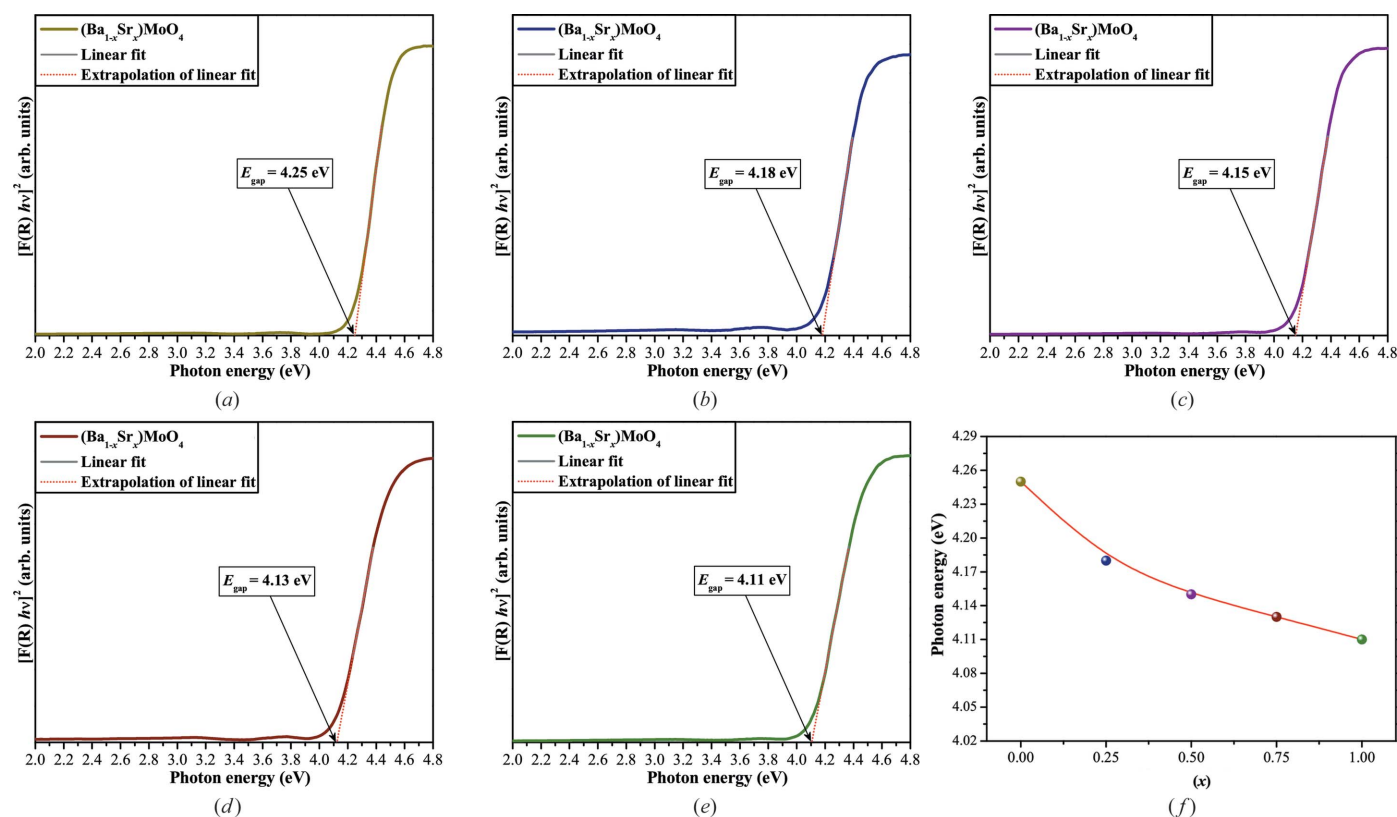 (Ba1-xSrx)MoO4
Linear fit
Extrapolation of linear fit
[F(R) hν]2 (arb. units)
Egap = 4.25 eV
2.0 2.2 2.4 2.6 2.8 3.0 3.2 3.4 3.6 3.8 4.0 4.2 4.4 4.6 4.8
Photon energy (eV)
(a)
(Ba1-xSrx)MoO4
Linear fit
Extrapolation of linear fit
[F(R) hν]2 (arb. units)
Egap = 4.18 eV
2.0 2.2 2.4 2.6 2.8 3.0 3.2 3.4 3.6 3.8 4.0 4.2 4.4 4.6 4.8
Photon energy (eV)
(b)
(Ba1-xSrx)MoO4
Linear fit
Extrapolation of linear fit
[F(R) hν]2 (arb. units)
Egap = 4.15 eV
2.0 2.2 2.4 2.6 2.8 3.0 3.2 3.4 3.6 3.8 4.0 4.2 4.4 4.6 4.8
Photon energy (eV)
(c)
(Ba1-xSrx)MoO4
Linear fit
Extrapolation of linear fit
[F(R) hν]2 (arb. units)
Egap = 4.13 eV
2.0 2.2 2.4 2.6 2.8 3.0 3.2 3.4 3.6 3.8 4.0 4.2 4.4 4.6 4.8
Photon energy (eV)
(d)
(Ba1-xSrx)MoO4
Linear fit
Extrapolation of linear fit
[F(R) hν]2 (arb. units)
Egap = 4.11 eV
2.0 2.2 2.4 2.6 2.8 3.0 3.2 3.4 3.6 3.8 4.0 4.2 4.4 4.6 4.8
Photon energy (eV)
(e)
Photon energy (eV)
4.29
4.26
4.23
4.20
4.17
4.14
4.11
4.08
4.05
4.02
0.00 0.25 0.50 0.75 1.00
(x)
(f)